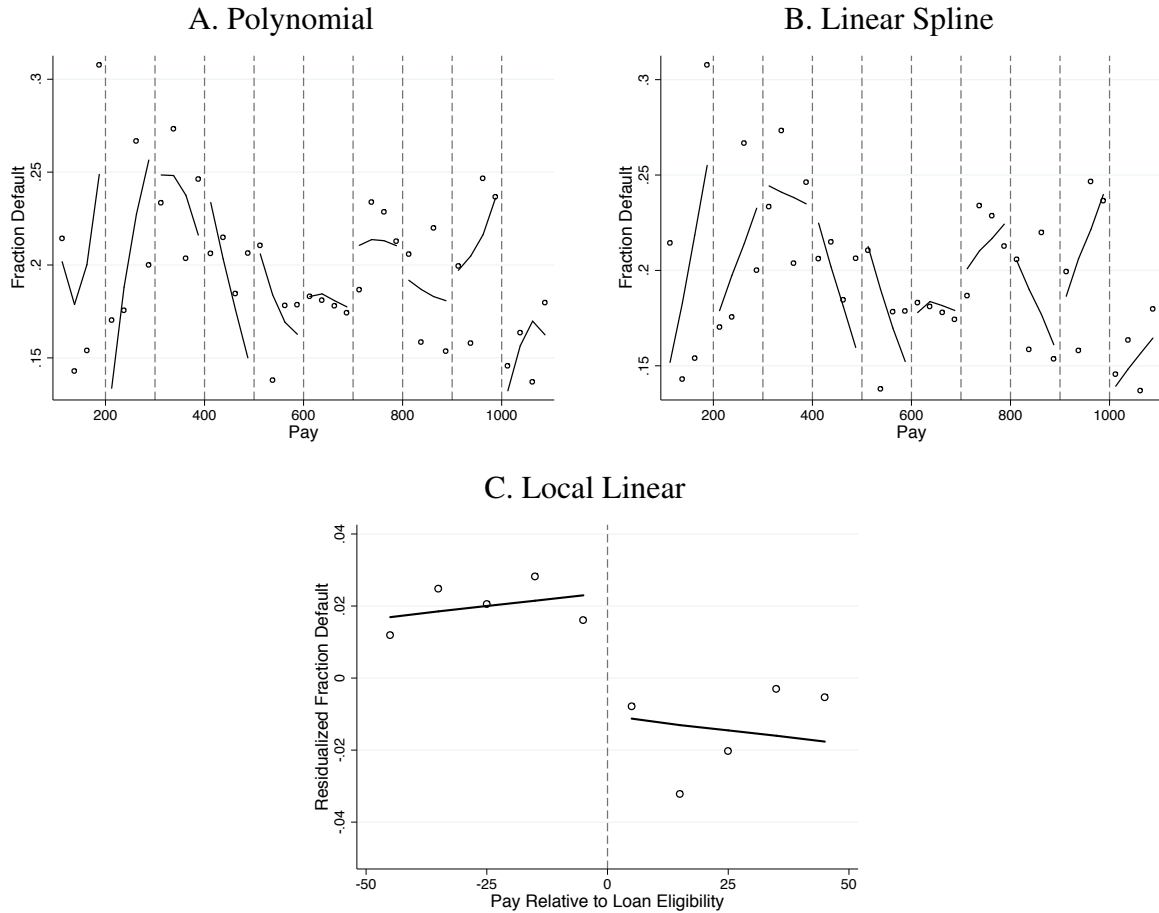 A. Polynomial
.3
.25
.2
.15
Fraction Default
200 400 600 800 1000
Pay
B. Linear Spline
.3
.25
.2
.15
Fraction Default
200 400 600 800 1000
Pay
C. Local Linear
.04
.02
0
-.02
-.04
Residualized Fraction Default
-50 -25 0 25 50
Pay Relative to Loan Eligibility